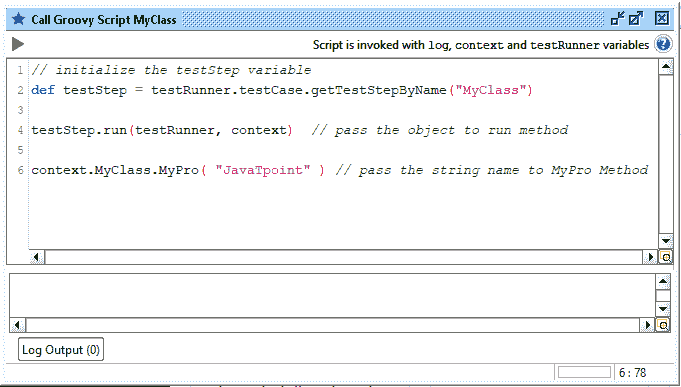 Call Groovy Script MyClass
Script is invoked with log, context and testRunner variables
1 // initialize the testStep variable
2 def testStep = testRunner.testCase.getTestStepByName("MyClass")
3
4 testStep.run(testRunner, context)  // pass the object to run method
5
6 context.MyClass.MyPro( "JavaTpoint" ) // pass the string name to MyPro Method
Log Output (0)
6 : 78